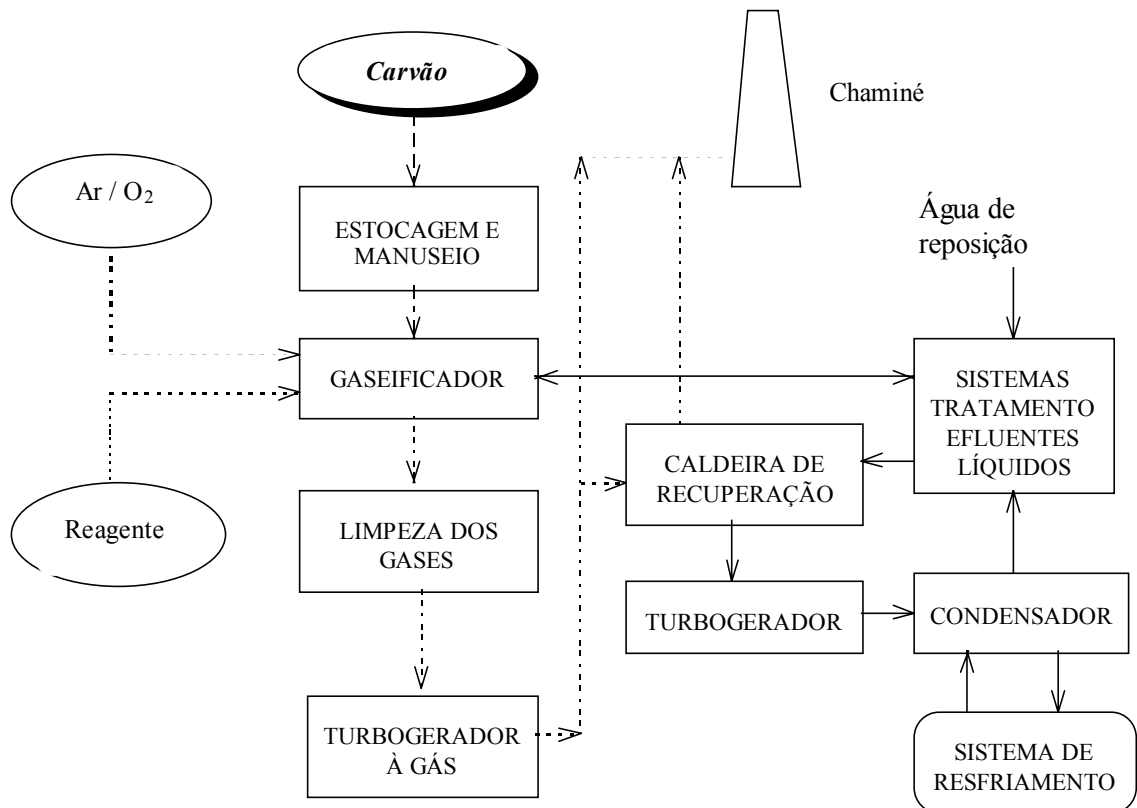 Carvão
Chaminé
Ar / O₂
Água de
reposição
ESTOCAGEM E
MANUSEIO
GASEIFICADOR
SISTEMAS
TRATAMENTO
EFLUENTES
LÍQUIDOS
CALDEIRA DE
RECUPERAÇÃO
Reagente
LIMPEZA DOS
GASES
TURBOGERADOR
CONDENSADOR
TURBOGERADOR
À GÁS
SISTEMA DE
RESFRIAMENTO